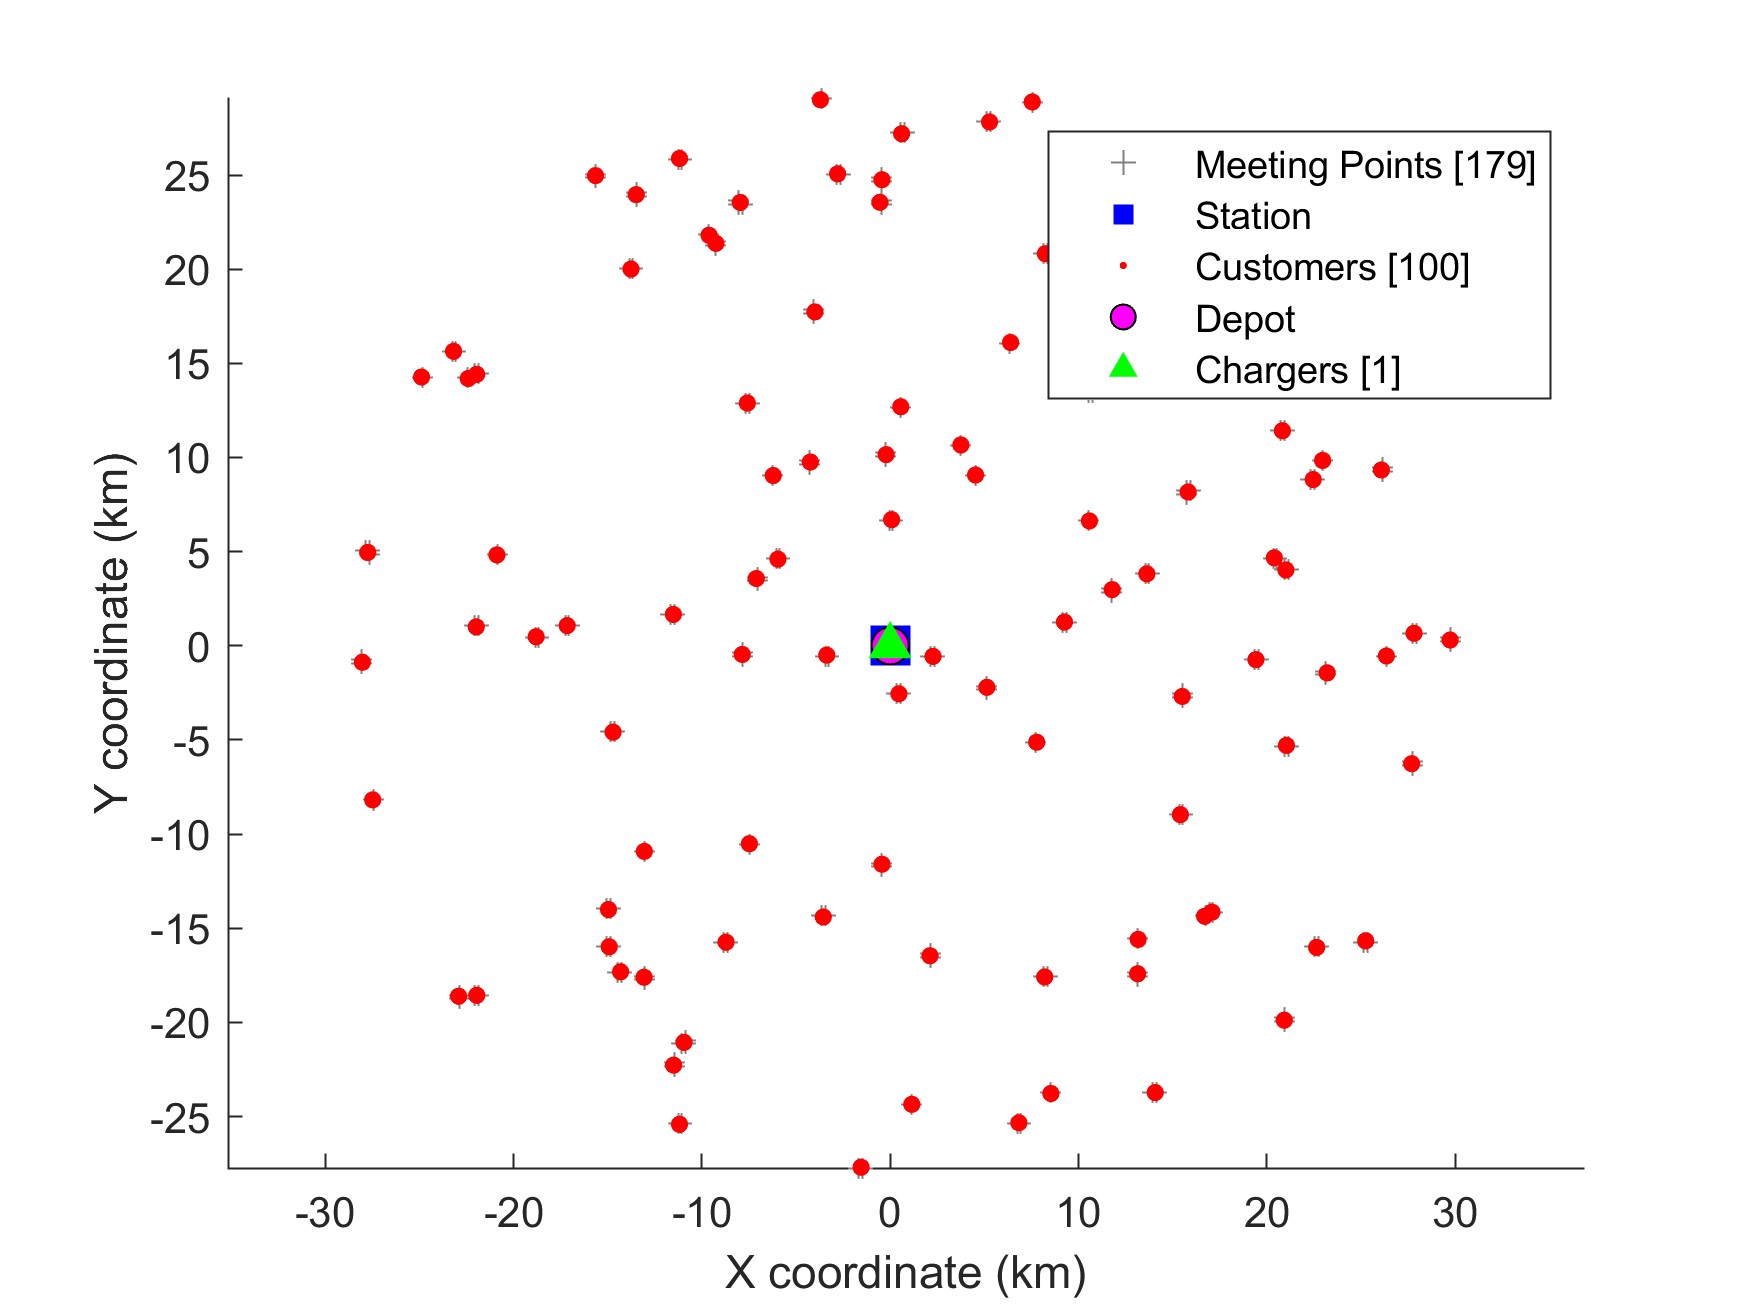 Meeting Points [179]
Station
Customers [100]
Depot
Chargers [1]
25
20
15
10
5
0
-5
-10
-15
-20
-25
Y coordinate (km)
-30 -20 -10 0 10 20 30
X coordinate (km)